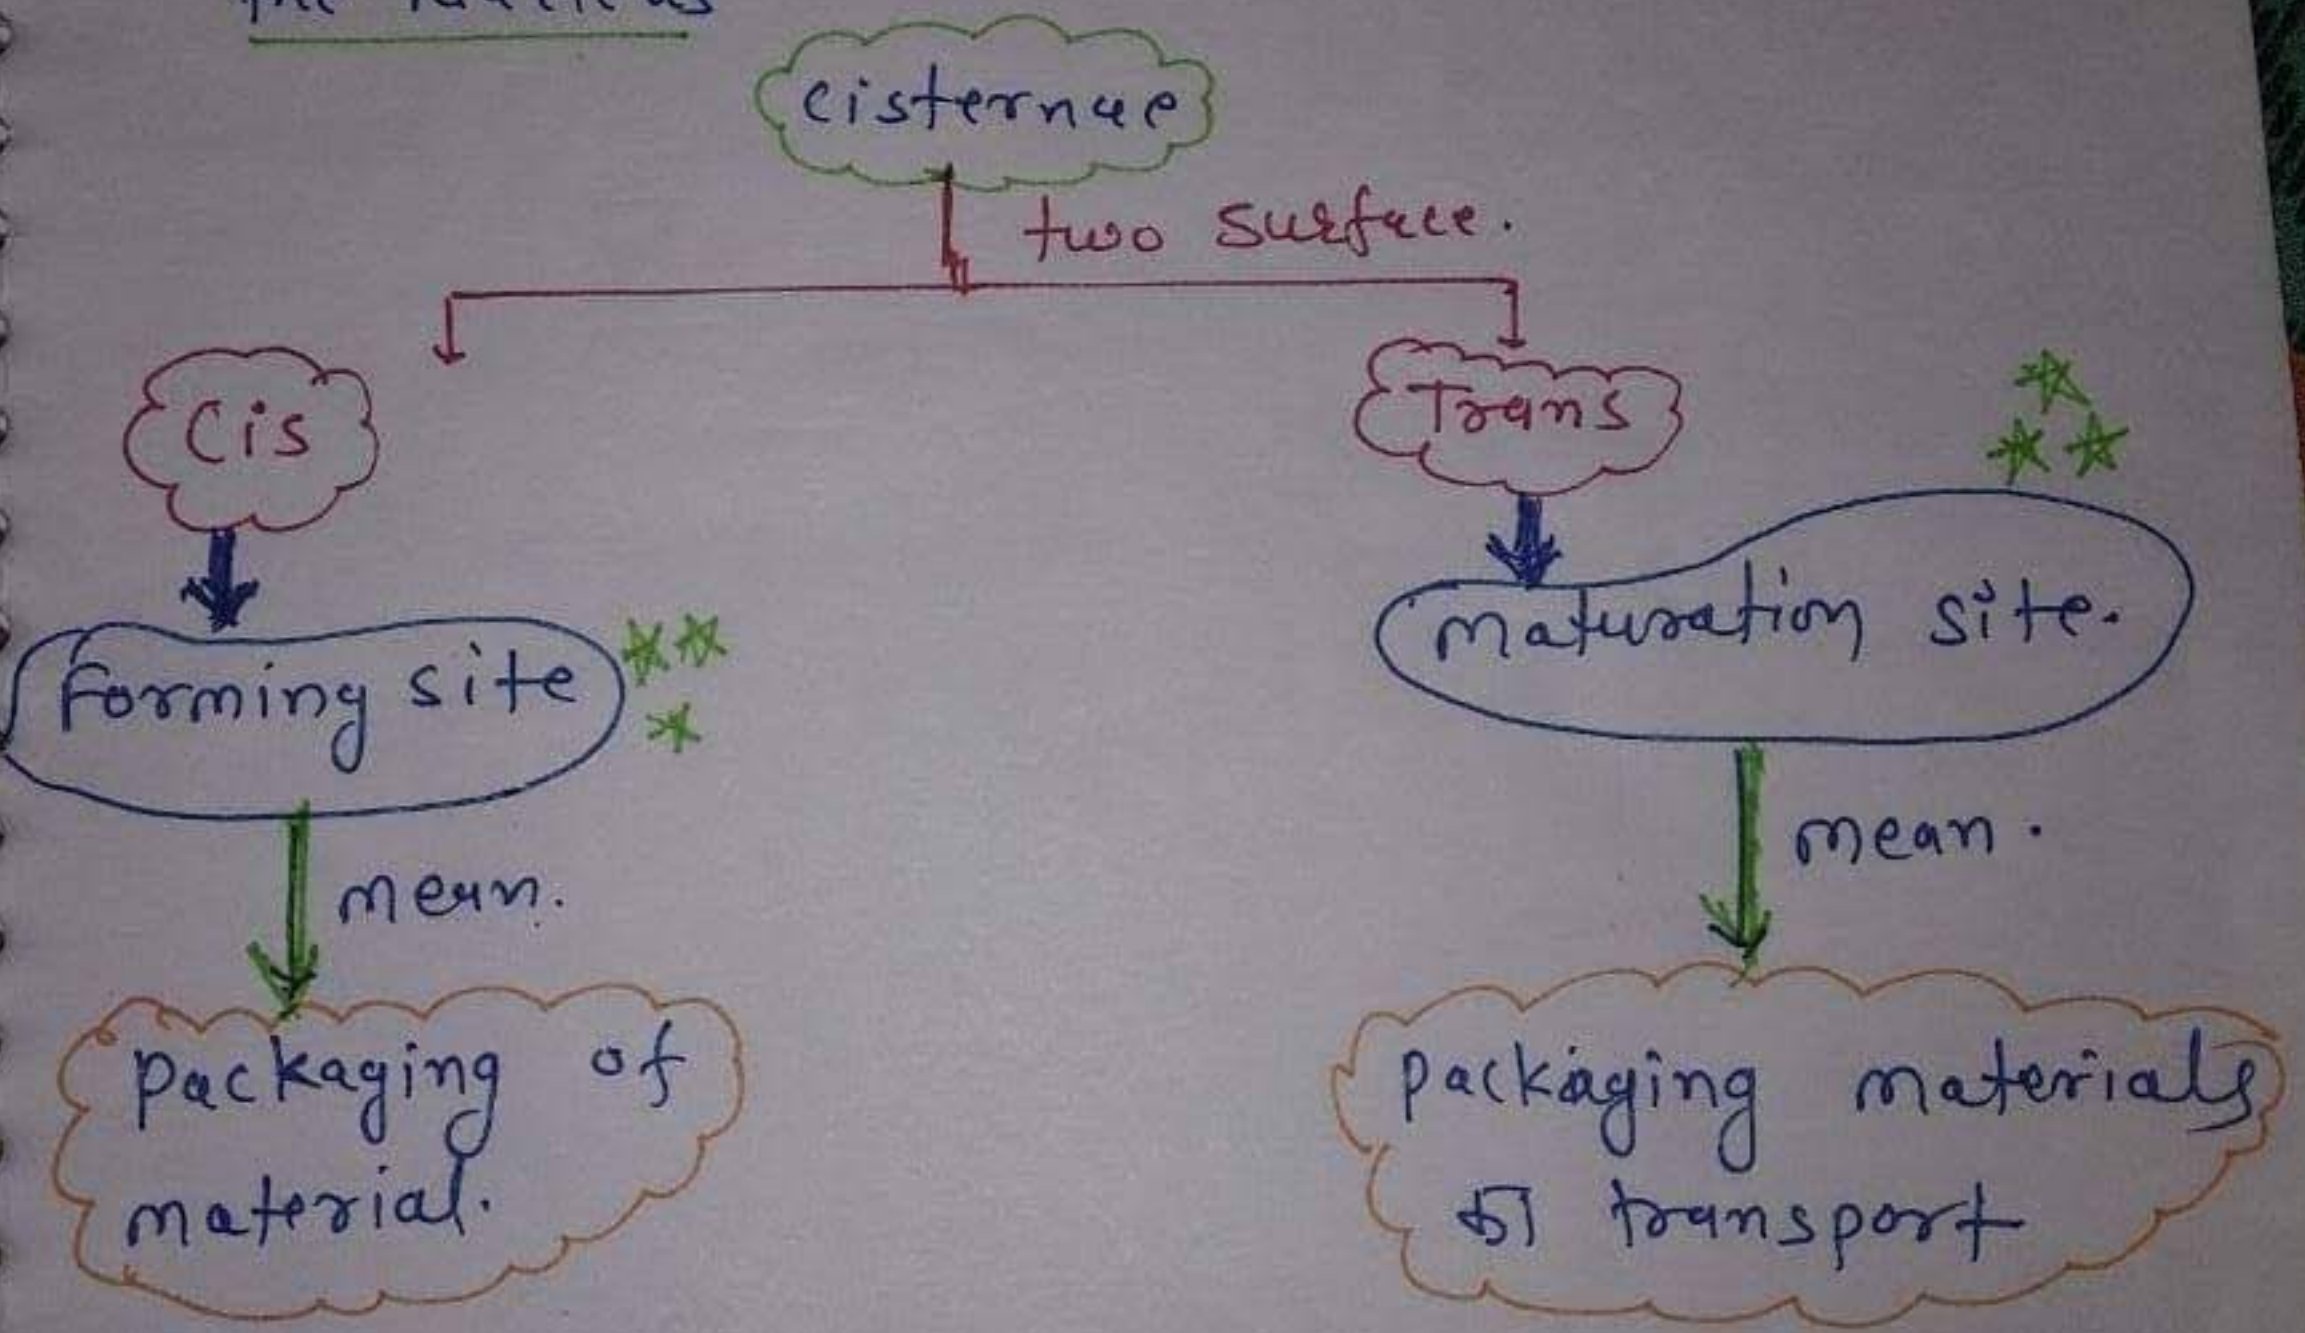 cisternae
two surface.
Cis
Trans
Forming site
maturation site.
mean.
mean.
packaging of
material.
packaging materials
का transport